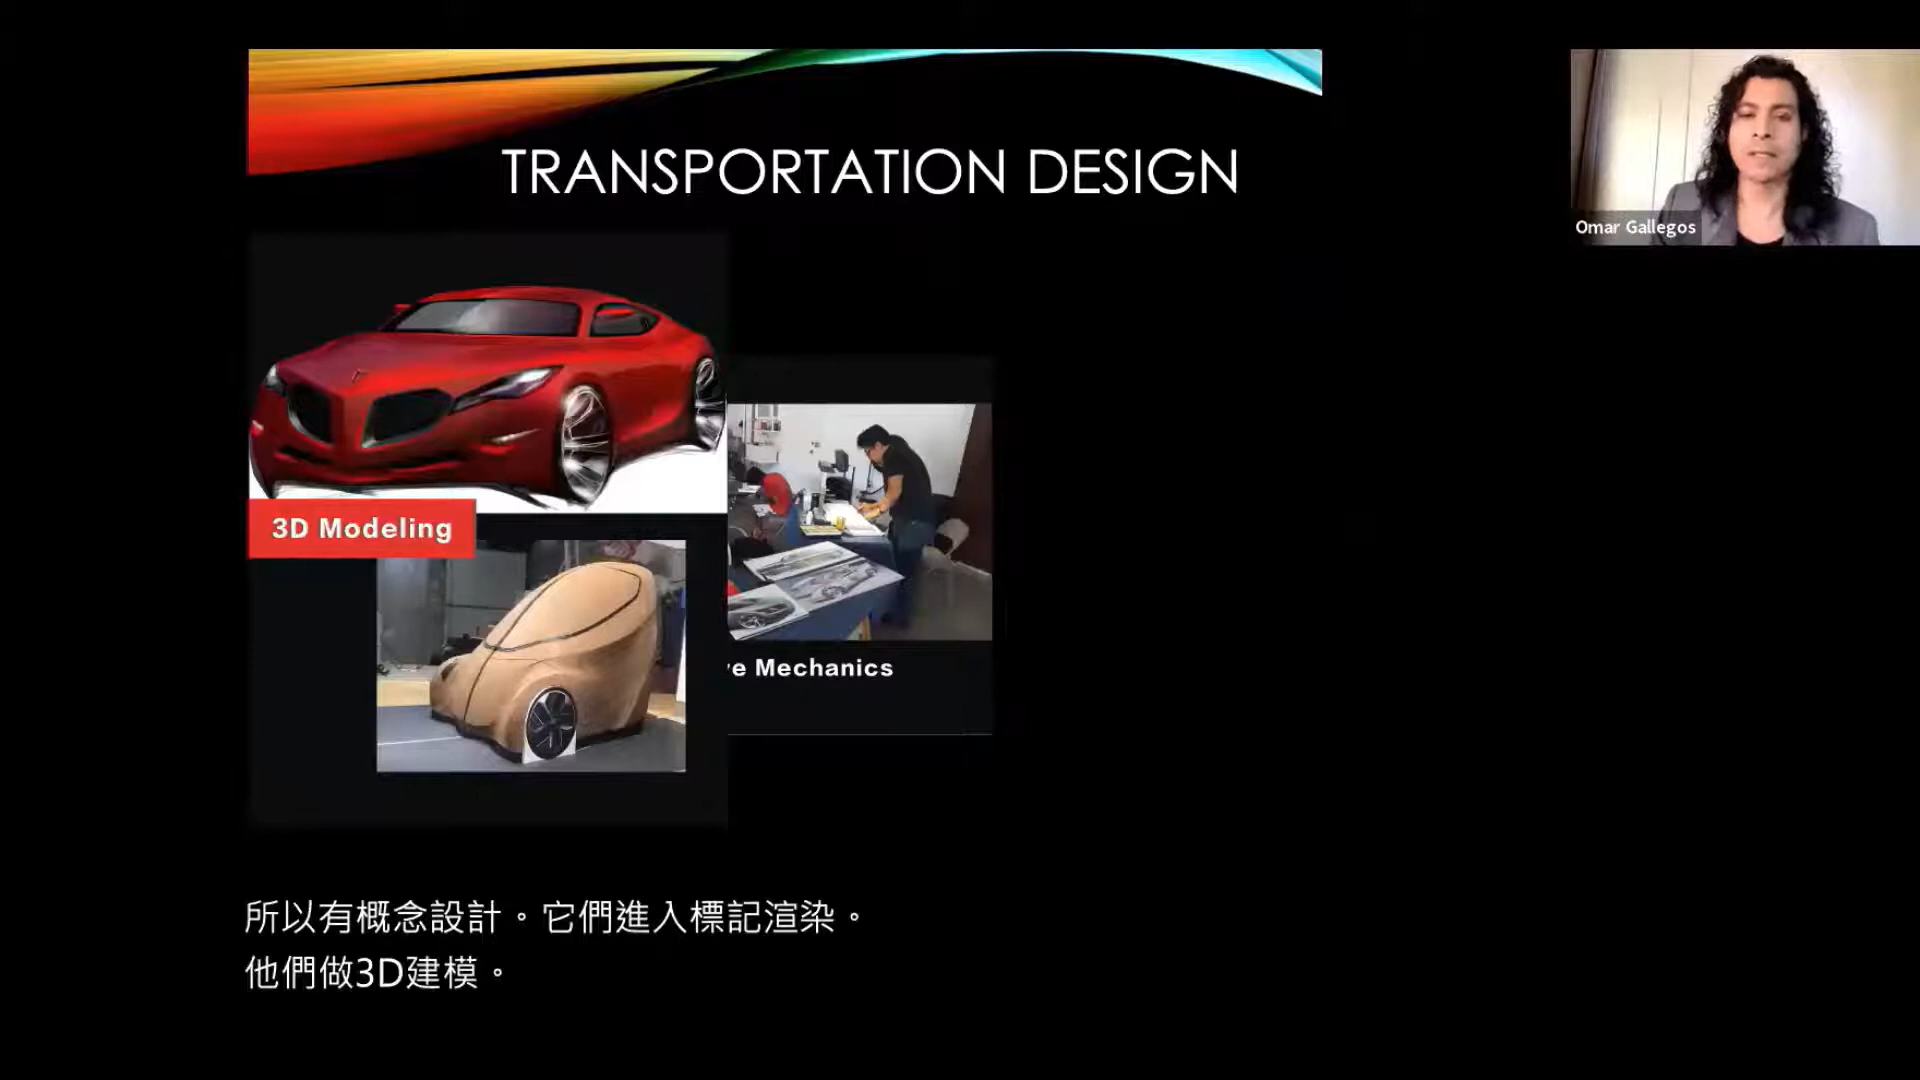 TRANSPORTATION DESIGN
Omar Gallegos
3D Modeling
Mechanics
所以有概念設計。它們進入標記渲染。
他們做3D建模。